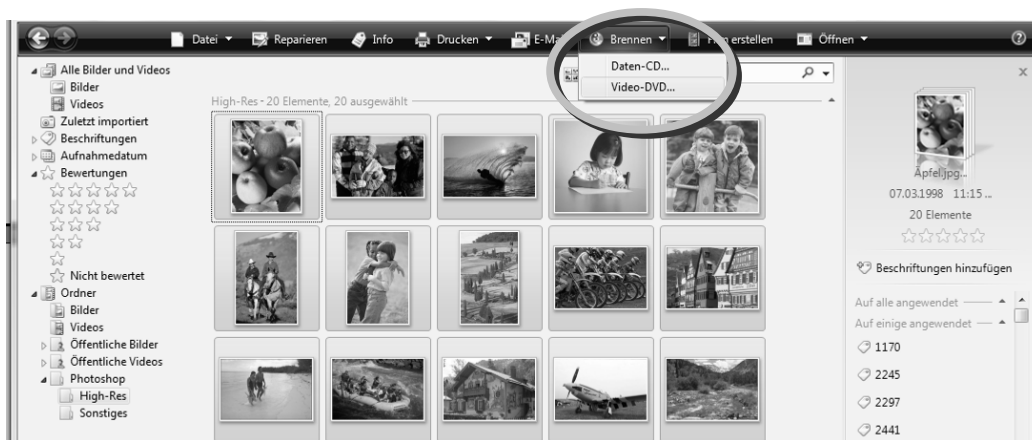 Datei Reparieren Info Drucken E-Ma Brennen erstellen Öffnen
Daten-CD...
Video-DVD...
Alle Bilder und Videos
Bilder
Videos
Zuletzt importiert
Beschriftungen
Aufnahmedatum
Bewertungen
Nicht bewertet
Ordner
Bilder
Videos
Öffentliche Bilder
Öffentliche Videos
Photoshop
High-Res
Sonstiges
High-Res - 20 Elemente, 20 ausgewählt
Äpfel.jpg...
07.03.1998 11:15 ...
20 Elemente
Beschriftungen hinzufügen
Auf alle angewendet
Auf einige angewendet
1170
2245
2297
2441